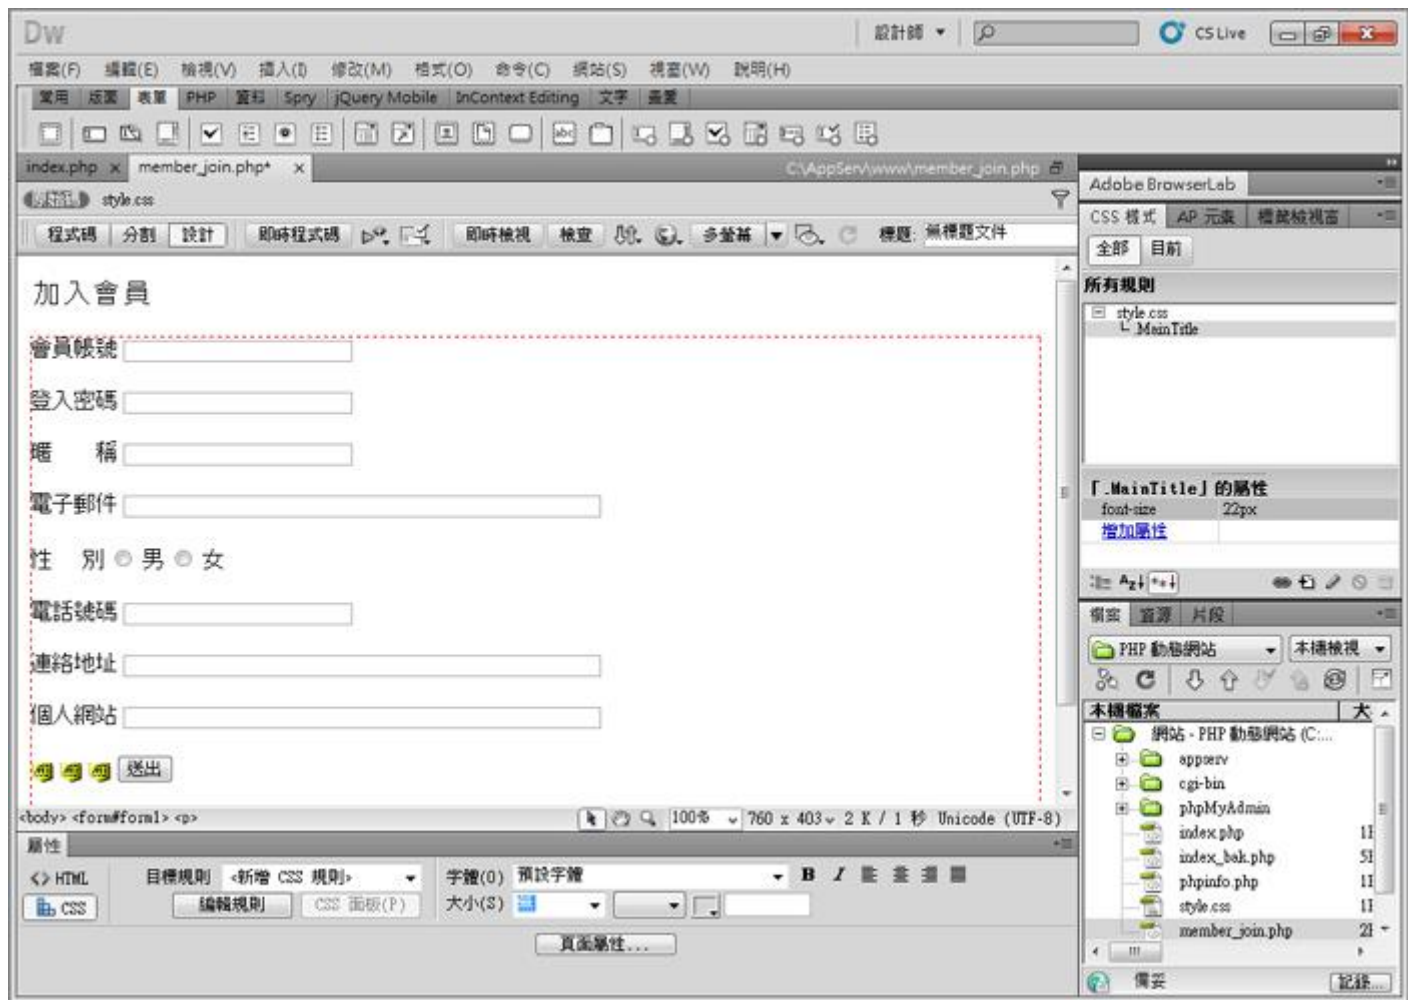 Dw
設計師
CS Live
檔案(F) 編輯(E) 檢視(V) 插入(I) 修改(M) 格式(O) 命令(C) 網站(S) 視窗(W) 說明(H)
常用 版面 表單 PHP 資料 Spry jQuery Mobile InContext Editing 文字 最愛
index.php member_join.php* C:\AppServ\www\member_join.php
原始碼 style.css
程式碼 分割 設計 即時程式碼 即時檢視 檢查 多螢幕 標題: 無標題文件
加入會員
會員帳號
登入密碼
暱 稱
電子郵件
性 別 男 女
電話號碼
連絡地址
個人網站
送出
<body> <form#form1> <p> 100% 760 x 403 2 K / 1 秒 Unicode (UTF-8)
屬性
<> HTML 目標規則 <新增 CSS 規則> 字體(O) 預設字體 B I
CSS 編輯規則 CSS 面板(P) 大小(S)
頁面屬性...
Adobe BrowserLab
CSS 樣式 AP 元素 標籤檢視窗
全部 目前
所有規則
style.css
.MainTitle
「.MainTitle」的屬性
font-size 22px
增加屬性
檔案 資源 片段
PHP 動態網站 本機檢視
本機檔案 大
網站 - PHP 動態網站 (C:...
appserv
cgi-bin
phpMyAdmin
index.php
index_bak.php
phpinfo.php
style.css
member_join.php
備妥 記錄...